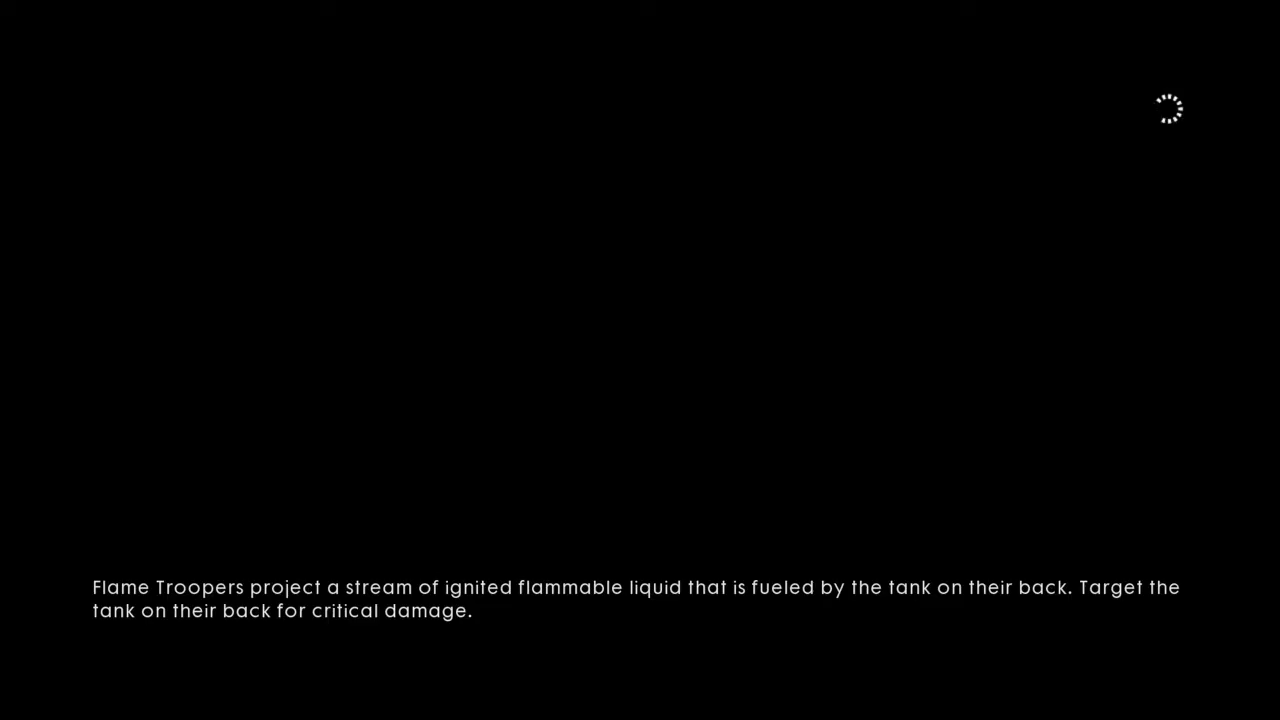 Flame Troopers project a stream of ignited flammable liquid that is fueled by the tank on their back. Target the
tank on their back for critical damage.